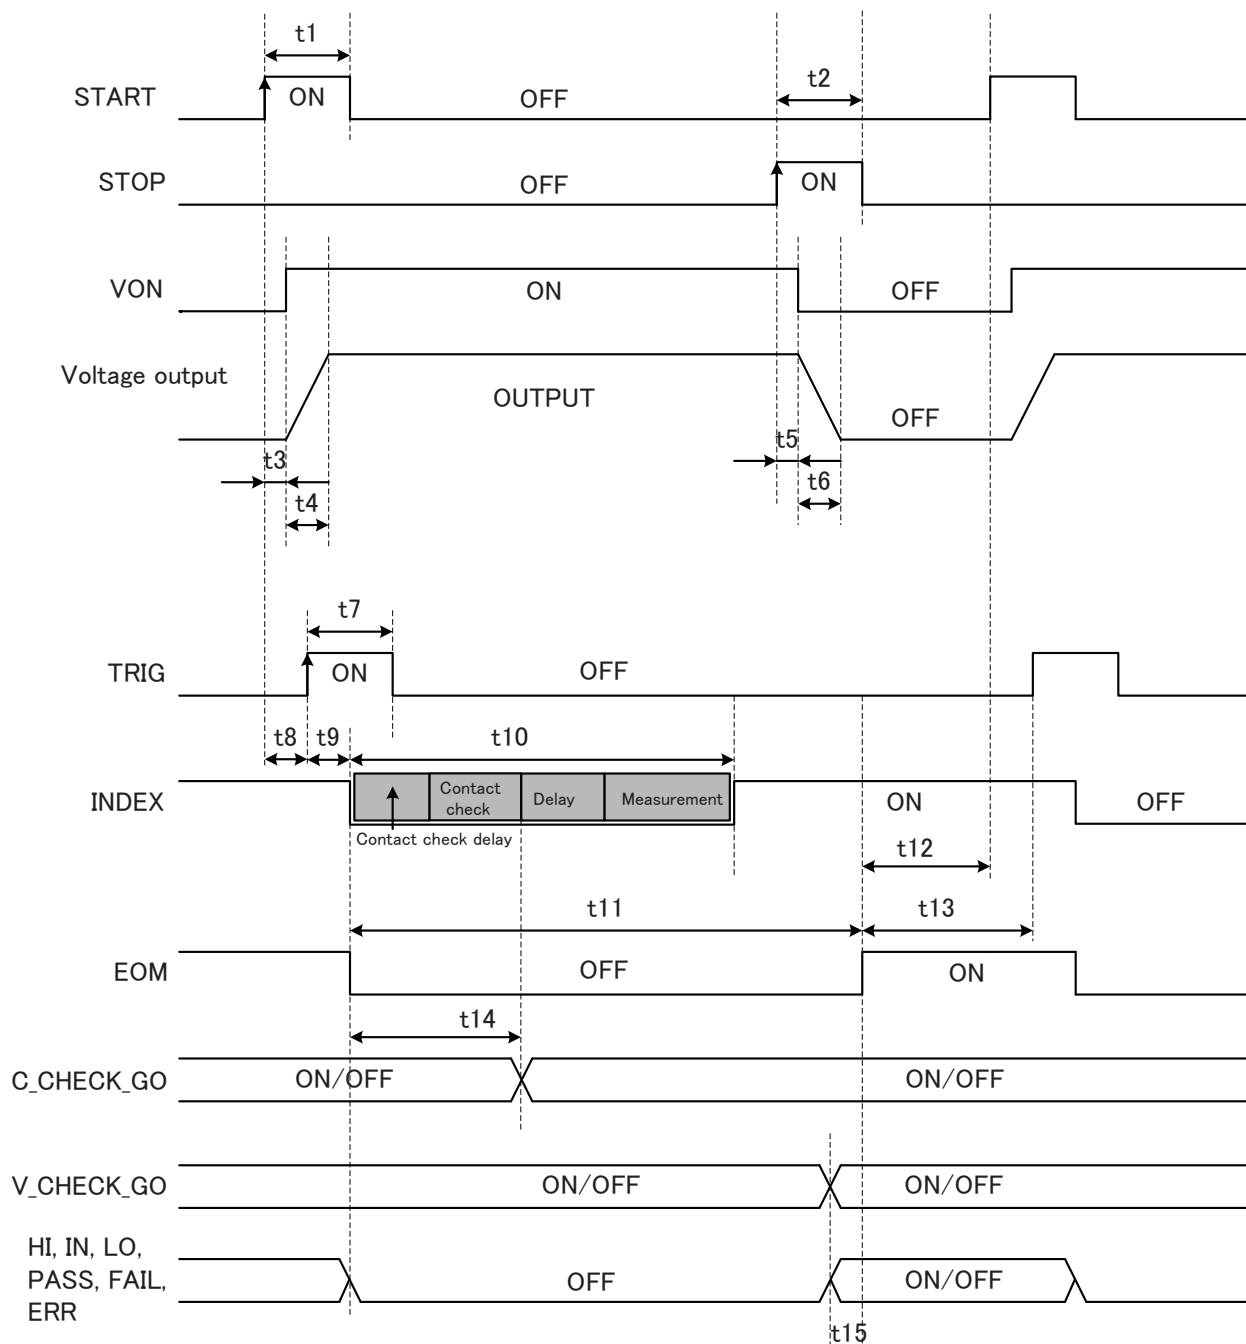 t1
START
ON
OFF
t2
STOP
OFF
ON
VON
ON
OFF
Voltage output
OUTPUT
OFF
t3
t4
t5
t6
t7
TRIG
ON
OFF
t8
t9
t10
INDEX
Contact check
Delay
Measurement
ON
OFF
Contact check delay
t12
t11
t13
EOM
OFF
ON
t14
C_CHECK_GO
ON/OFF
ON/OFF
V_CHECK_GO
ON/OFF
ON/OFF
HI, IN, LO,
PASS, FAIL,
ERR
OFF
ON/OFF
t15